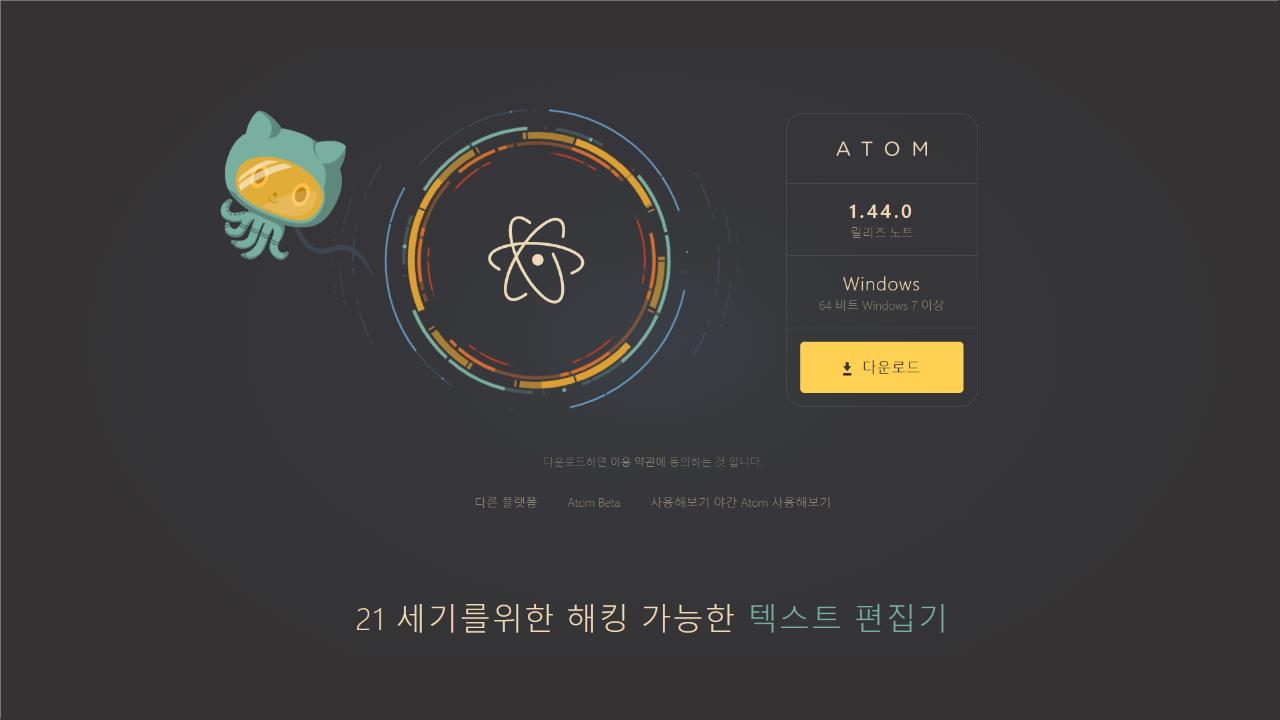 ATOM
1.44.0
릴리즈 노트
Windows
64 비트 Windows 7 이상
다운로드
다운로드하면 이용 약관에 동의하는 것 입니다.
다른 플랫폼 Atom Beta 사용해보기 야간 Atom 사용해보기
21 세기를위한 해킹 가능한 텍스트 편집기